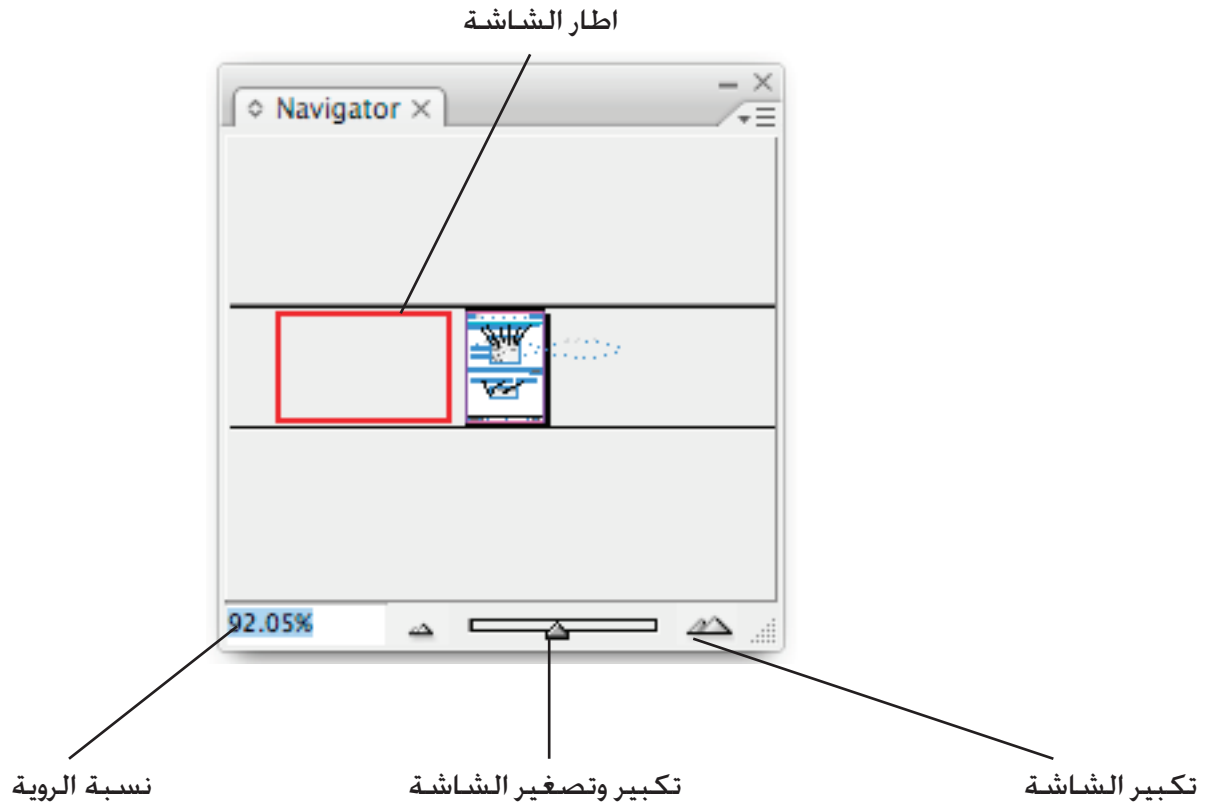 اطار الشاشة
Navigator
92.05%
تكبير الشاشة
تكبير وتصغير الشاشة
نسبة الروية